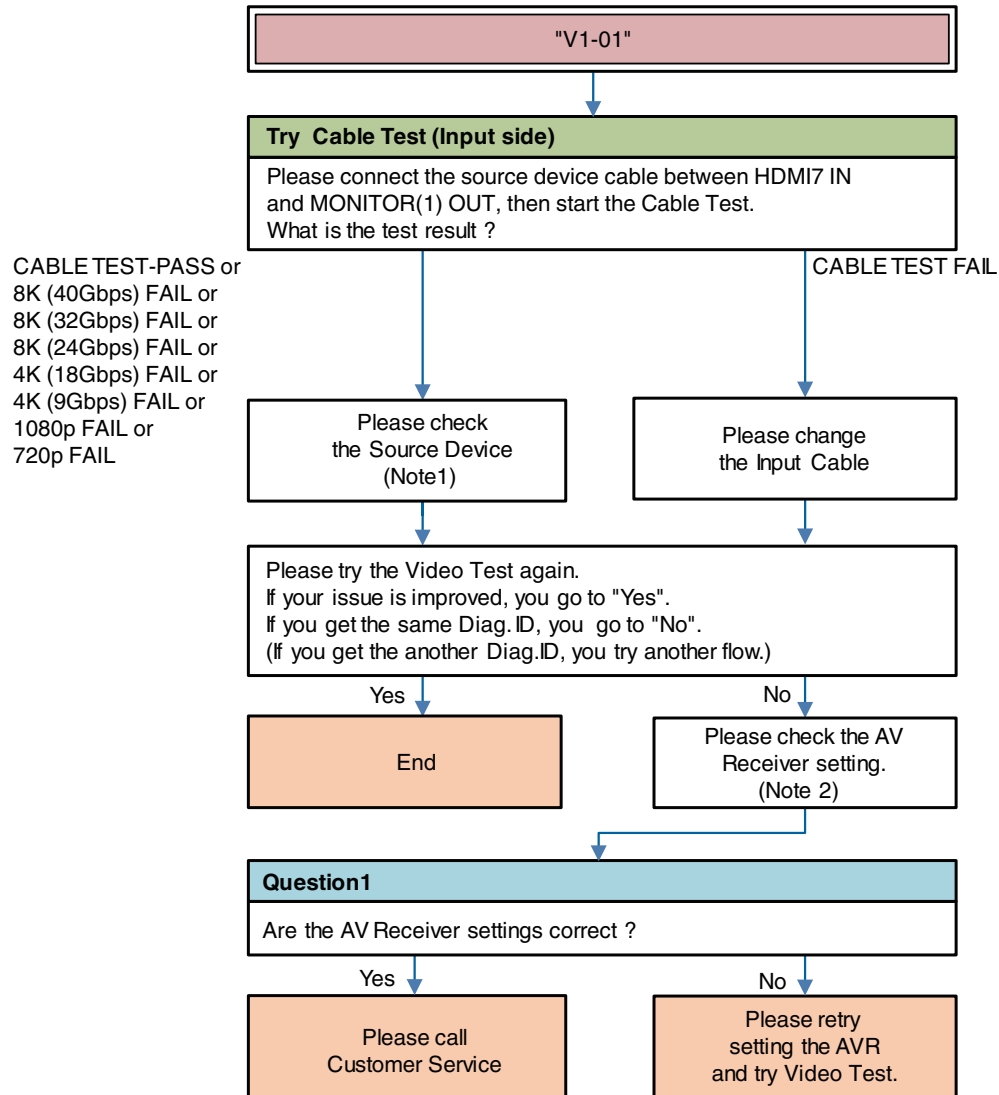 "V1-01"
Try Cable Test (Input side)
Please connect the source device cable between HDMI7 IN
and MONITOR(1) OUT, then start the Cable Test.
What is the test result ?
CABLE TEST-PASS or
8K (40Gbps) FAIL or
8K (32Gbps) FAIL or
8K (24Gbps) FAIL or
4K (18Gbps) FAIL or
4K (9Gbps) FAIL or
1080p FAIL or
720p FAIL
CABLE TEST FAIL
Please check
the Source Device
(Note1)
Please change
the Input Cable
Please try the Video Test again.
If your issue is improved, you go to "Yes".
If you get the same Diag. ID, you go to "No".
(If you get the another Diag.ID, you try another flow.)
Yes
No
End
Please check the AV
Receiver setting.
(Note 2)
Question1
Are the AV Receiver settings correct ?
Yes
No
Please call
Customer Service
Please retry
setting the AVR
and try Video Test.